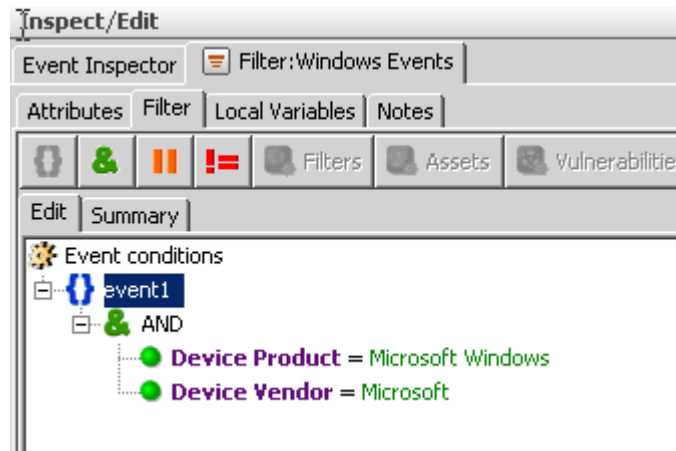 Inspect/Edit
Event Inspector Filter:Windows Events
Attributes Filter Local Variables Notes
{} & || != Filters Assets Vulnerabilitie
Edit Summary
Event conditions
{} event1
& AND
Device Product = Microsoft Windows
Device Vendor = Microsoft